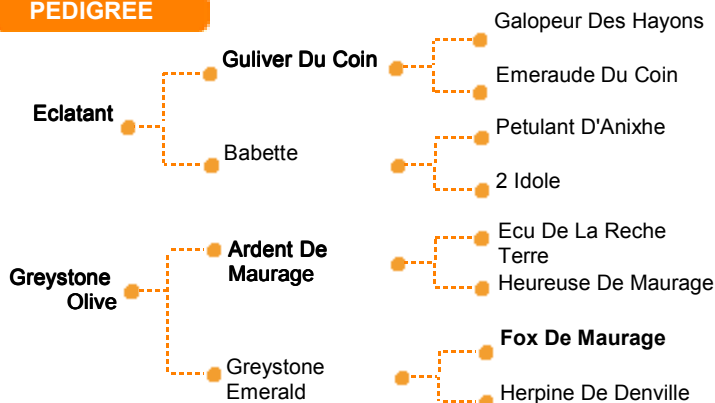 PEDIGREE
Galopeur Des Hayons
Guliver Du Coin
Emeraude Du Coin
Eclatant
Petulant D'Anixhe
Babette
2 Idole
Ecu De La Reche
Terre
Ardent De
Maurage
Heureuse De Maurage
Greystone
Olive
Fox De Maurage
Greystone
Emerald
Herpine De Denville